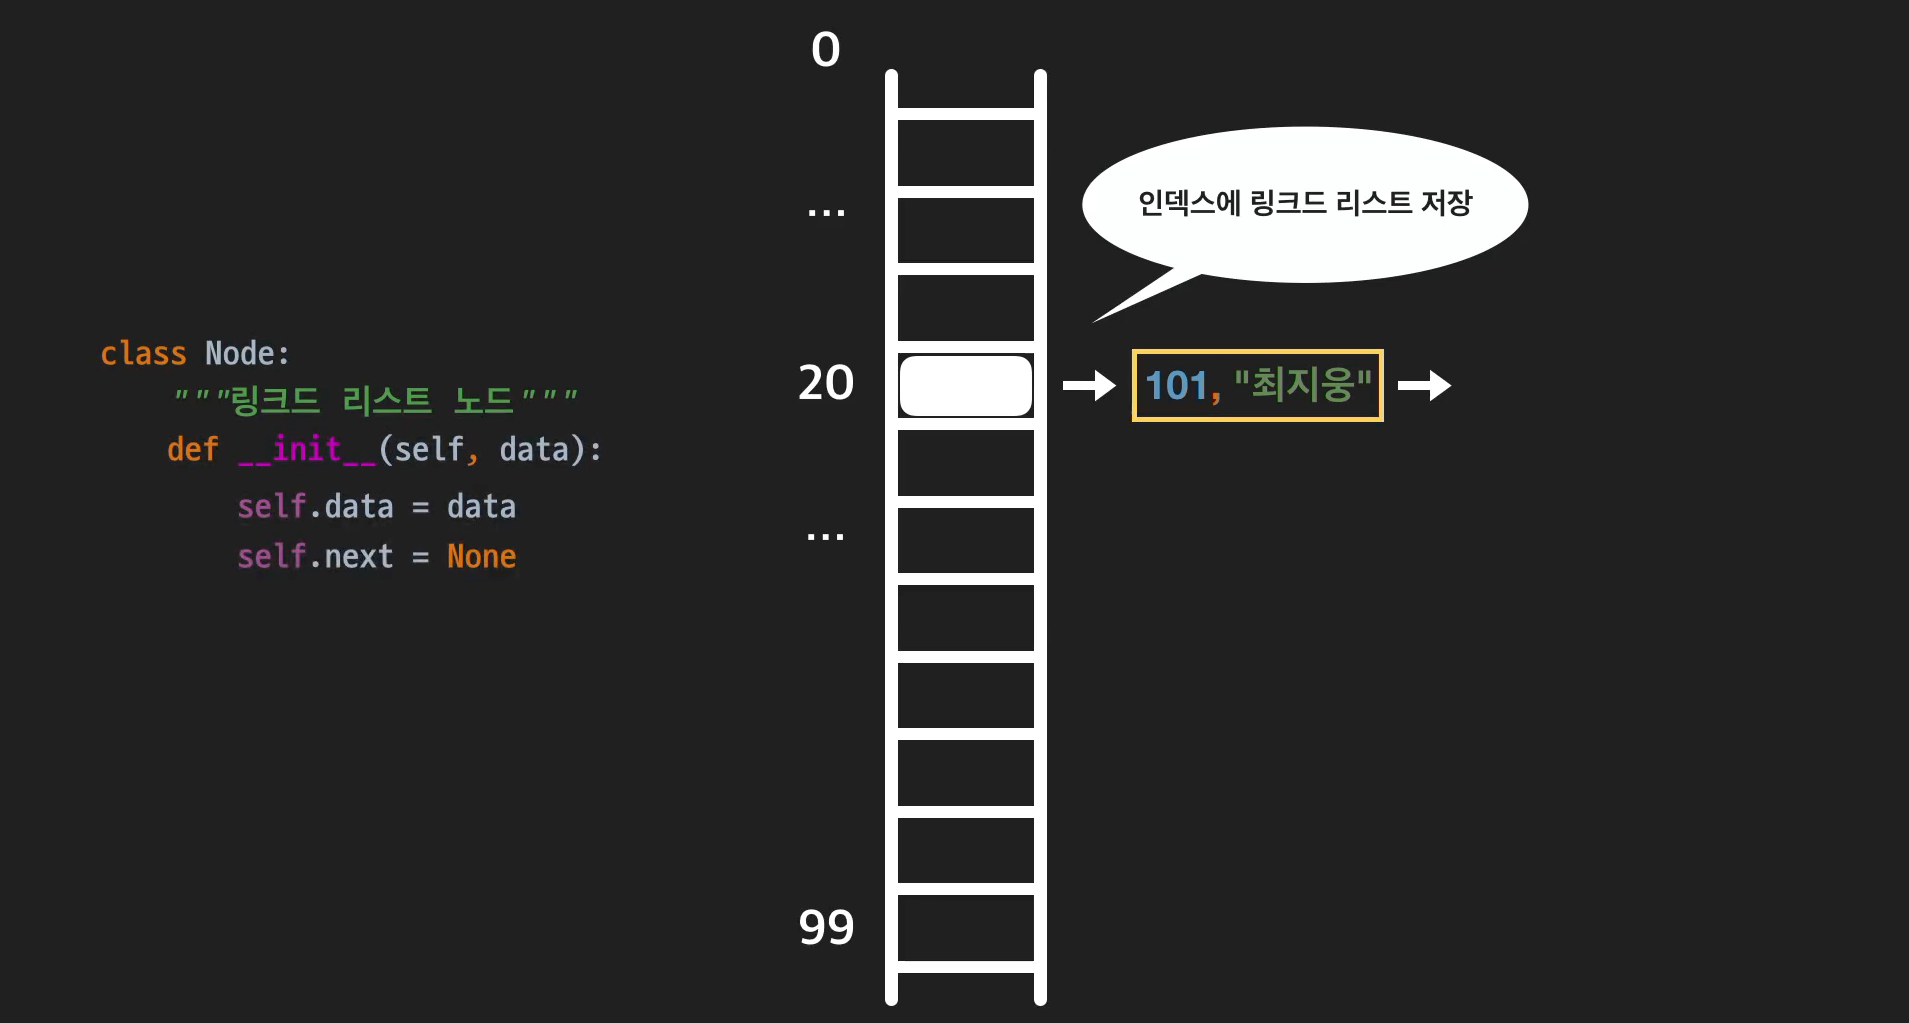 class Node:
"""링크드 리스트 노드"""
def __init__(self, data):
self.data = data
self.next = None
0
...
20
...
99
인덱스에 링크드 리스트 저장
101, "최지웅"